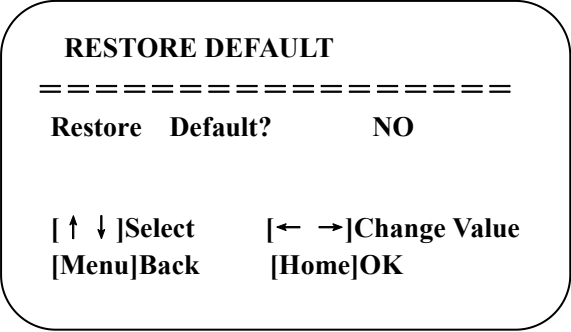 RESTORE DEFAULT
=================
Restore Default? NO
[↑ ↓]Select [← →]Change Value
[Menu]Back [Home]OK